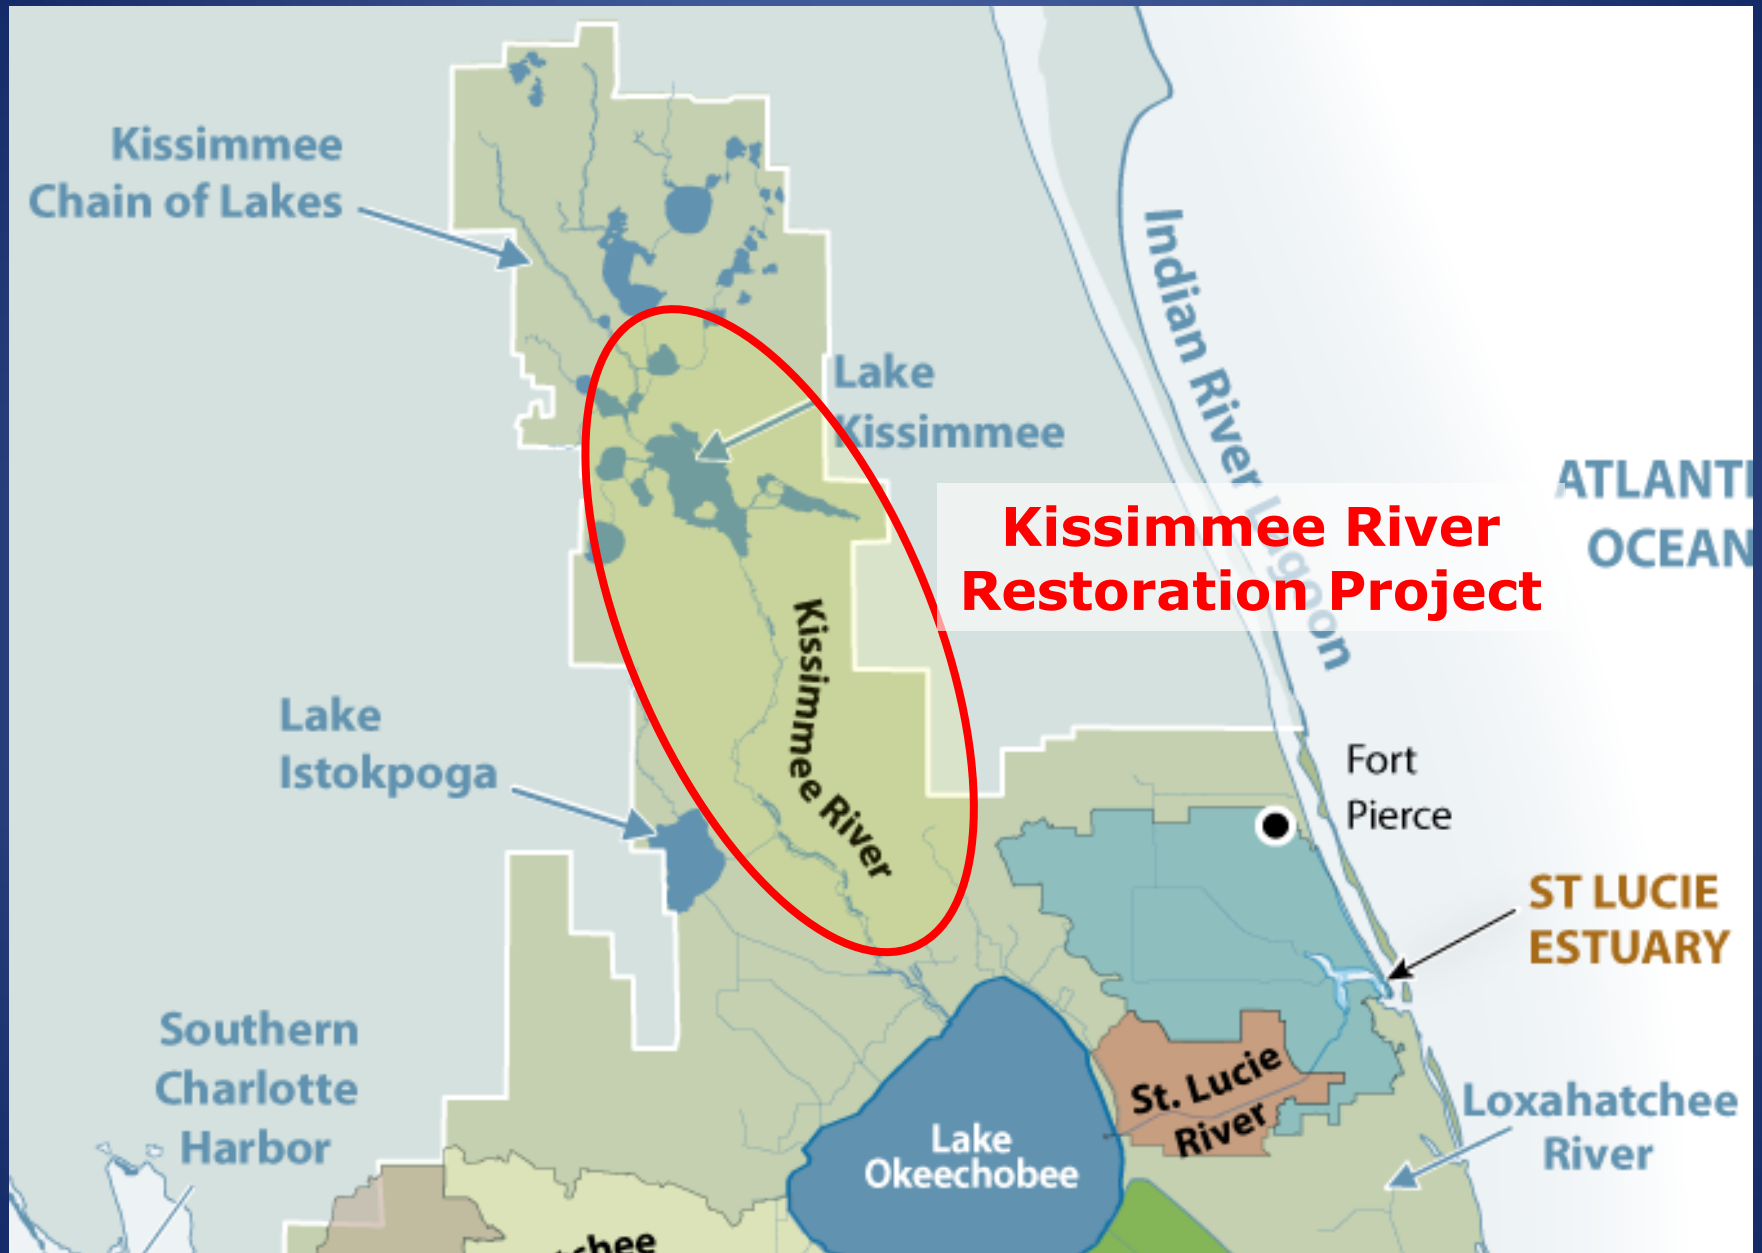 Kissimmee
Chain of Lakes
Indian River Lagoon
Lake
Kissimmee
ATLANTI
OCEAN
Kissimmee River
Restoration Project
Kissimmee River
Lake
Istokpoga
Fort
Pierce
ST LUCIE
ESTUARY
Southern
Charlotte
Harbor
St. Lucie
River
Loxahatchee
River
Lake
Okeechobee